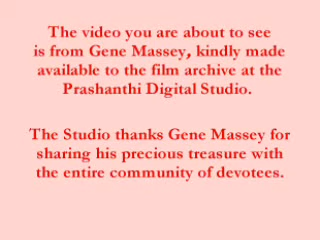 The video you are about to see
is from Gene Massey, kindly made
available to the film archive at the
Prashanthi Digital Studio.
The Studio thanks Gene Massey for
sharing his precious treasure with
the entire community of devotees.